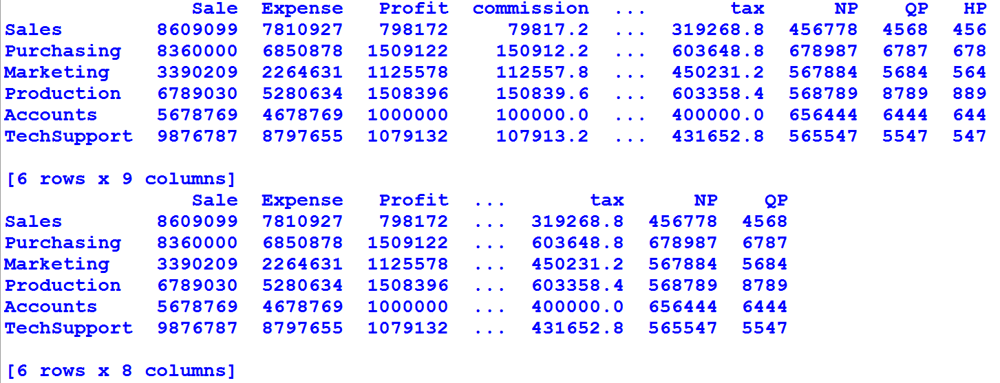 Sale Expense Profit commission ... tax NP QP HP
Sales 8609099 7810927 798172 79817.2 ... 319268.8 456778 4568 456
Purchasing 8360000 6850878 1509122 150912.2 ... 603648.8 678987 6787 678
Marketing 3390209 2264631 1125578 112557.8 ... 450231.2 567884 5684 564
Production 6789030 5280634 1508396 150839.6 ... 603358.4 568789 8789 889
Accounts 5678769 4678769 1000000 100000.0 ... 400000.0 656444 6444 644
TechSupport 9876787 8797655 1079132 107913.2 ... 431652.8 565547 5547 547
[6 rows x 9 columns]
Sale Expense Profit ... tax NP QP
Sales 8609099 7810927 798172 ... 319268.8 456778 4568
Purchasing 8360000 6850878 1509122 ... 603648.8 678987 6787
Marketing 3390209 2264631 1125578 ... 450231.2 567884 5684
Production 6789030 5280634 1508396 ... 603358.4 568789 8789
Accounts 5678769 4678769 1000000 ... 400000.0 656444 6444
TechSupport 9876787 8797655 1079132 ... 431652.8 565547 5547
[6 rows x 8 columns]